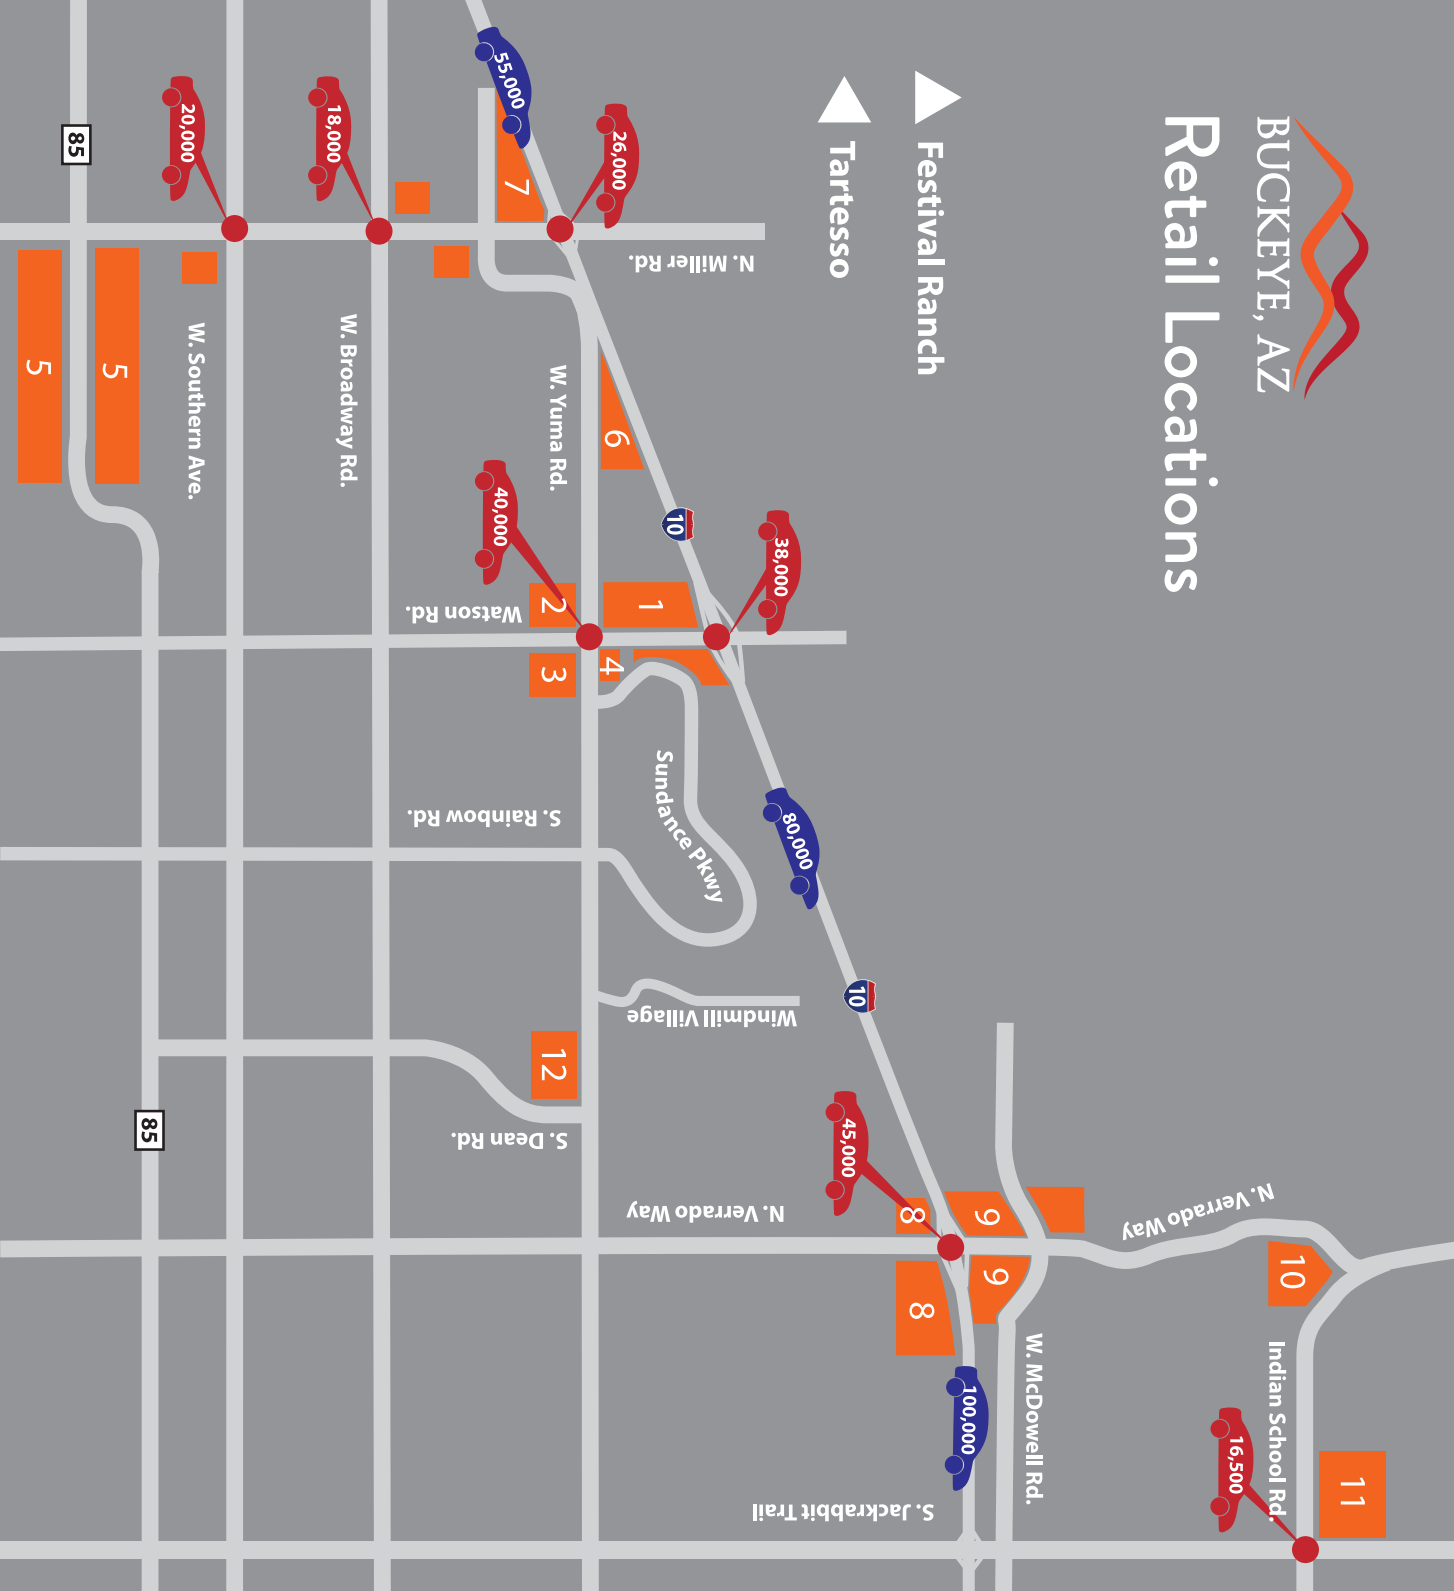 BUCKEYE, AZ
Retail Locations
Festival Ranch
Tartesso
N. Verrado Way
10
Indian School Rd.
16,500
11
W. McDowell Rd.
9
9
45,000
8
8
100,000
S. Jackrabbit Trail
10
80,000
38,000
10
26,000
55,000
7
N. Miller Rd.
6
1
4
Sundance Pkwy
Windmill Village
N. Verrado Way
W. Yuma Rd.
40,000
2
3
12
Watson Rd.
S. Rainbow Rd.
S. Dean Rd.
18,000
W. Broadway Rd.
20,000
W. Southern Ave.
85
5
5
85